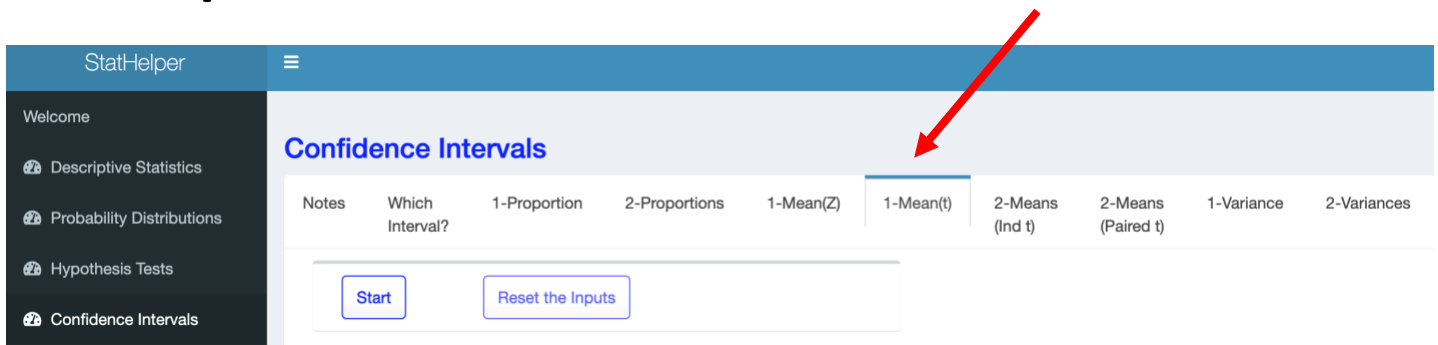 StatHelper
Welcome
Descriptive Statistics
Probability Distributions
Hypothesis Tests
Confidence Intervals
Confidence Intervals
Notes
Which
Interval?
1-Proportion
2-Proportions
1-Mean(Z)
1-Mean(t)
2-Means
(Ind t)
2-Means
(Paired t)
1-Variance
2-Variances
Start
Reset the Inputs